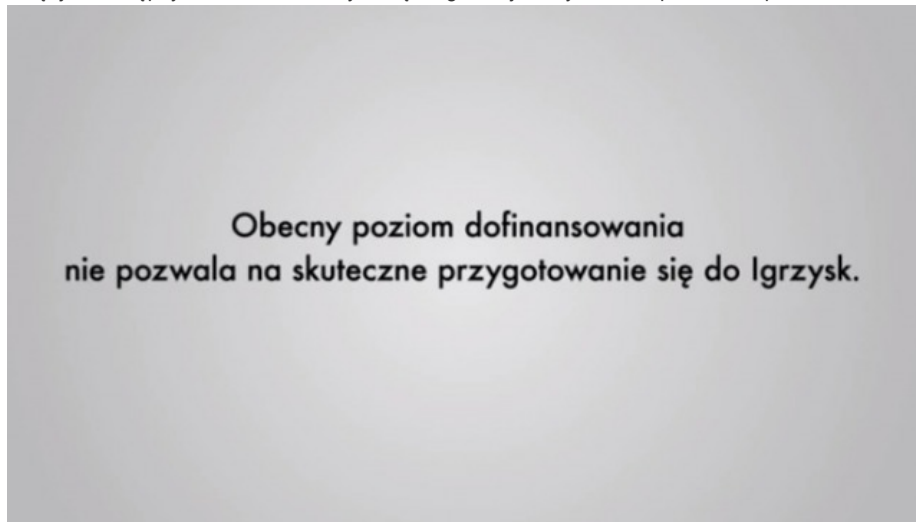 Obecny poziom dofinansowania
nie pozwala na skuteczne przygotowanie się do Igrzysk.